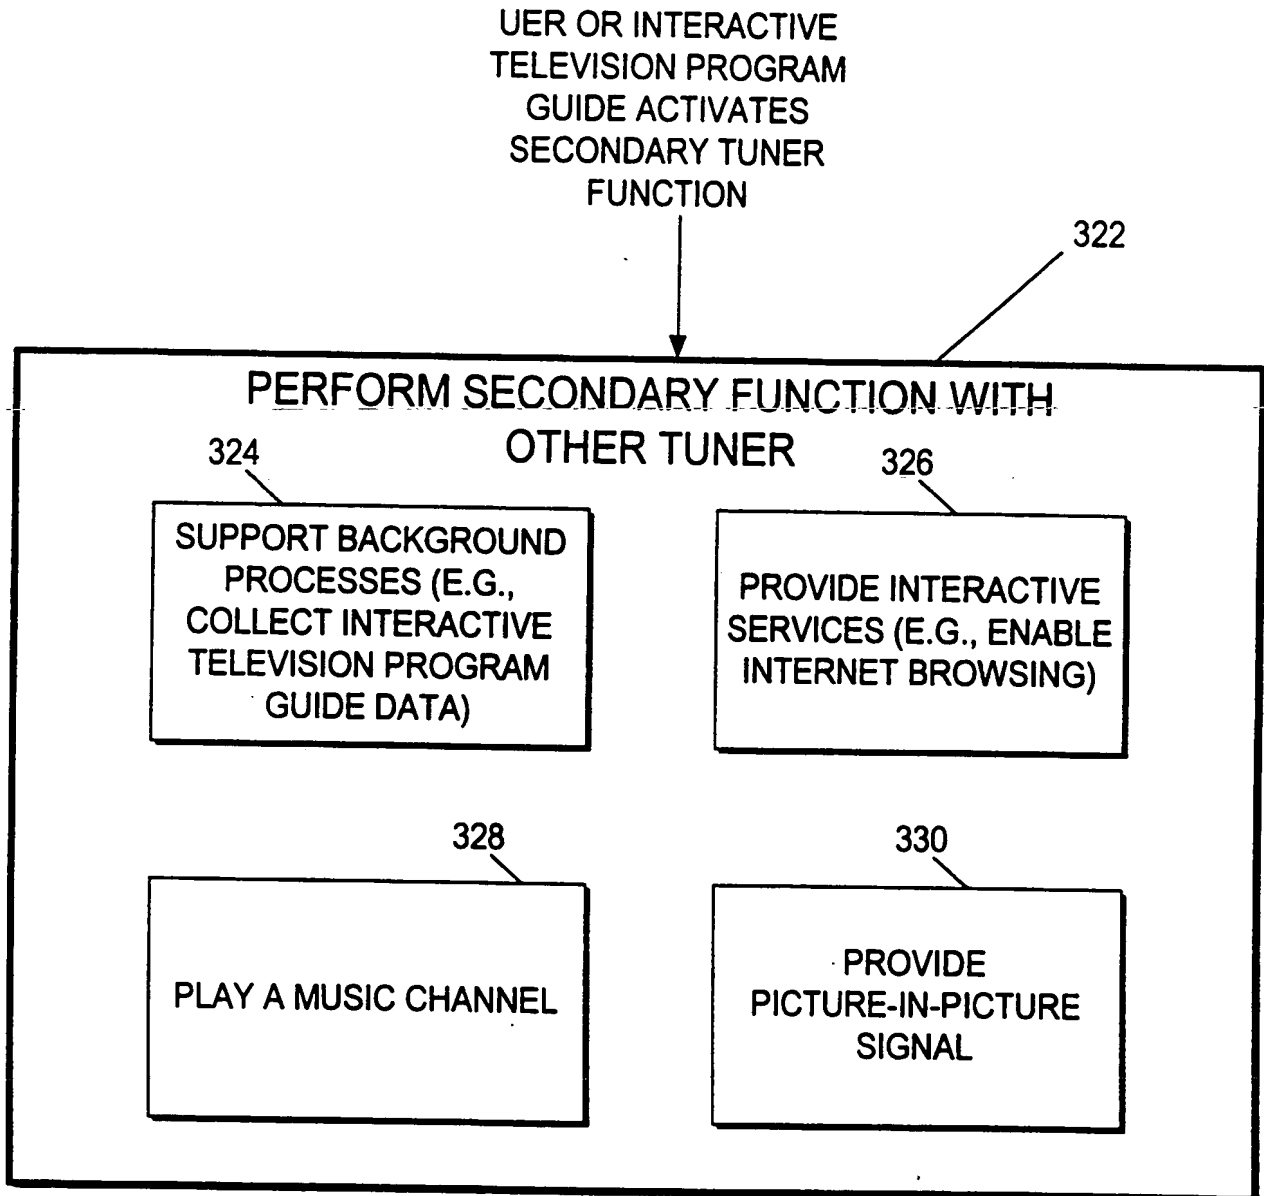 UER OR INTERACTIVE
TELEVISION PROGRAM
GUIDE ACTIVATES
SECONDARY TUNER
FUNCTION
322
PERFORM SECONDARY FUNCTION WITH
OTHER TUNER
324
SUPPORT BACKGROUND
PROCESSES (E.G.,
COLLECT INTERACTIVE
TELEVISION PROGRAM
GUIDE DATA)
326
PROVIDE INTERACTIVE
SERVICES (E.G., ENABLE
INTERNET BROWSING)
328
PLAY A MUSIC CHANNEL
330
PROVIDE
PICTURE-IN-PICTURE
SIGNAL